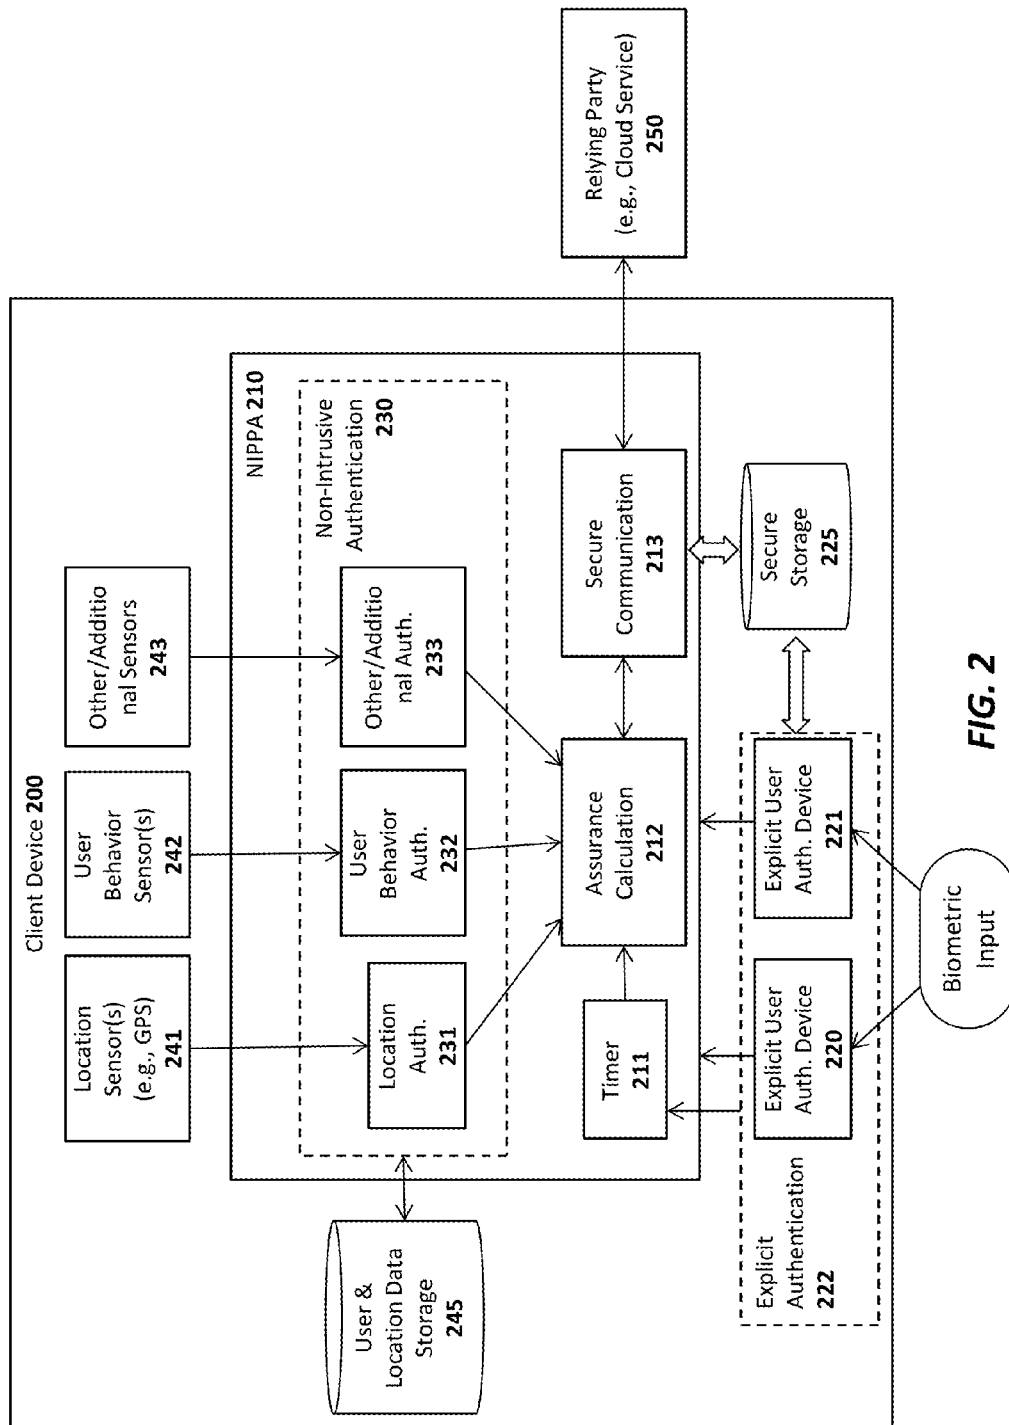 Client Device 200
Location
Sensor(s)
(e.g., GPS)
241
User
Behavior
Sensor(s)
242
Other/Additio
nal Sensors
243
NIPPA 210
Non-Intrusive
Authentication
230
Location
Auth.
231
User
Behavior
Auth.
232
Other/Additio
nal Auth.
233
User &
Location Data
Storage
245
Timer
211
Assurance
Calculation
212
Secure
Communication
213
Relying Party
(e.g., Cloud Service)
250
Explicit
Authentication
222
Explicit User
Auth. Device
220
Explicit User
Auth. Device
221
Secure
Storage
225
Biometric
Input
FIG. 2